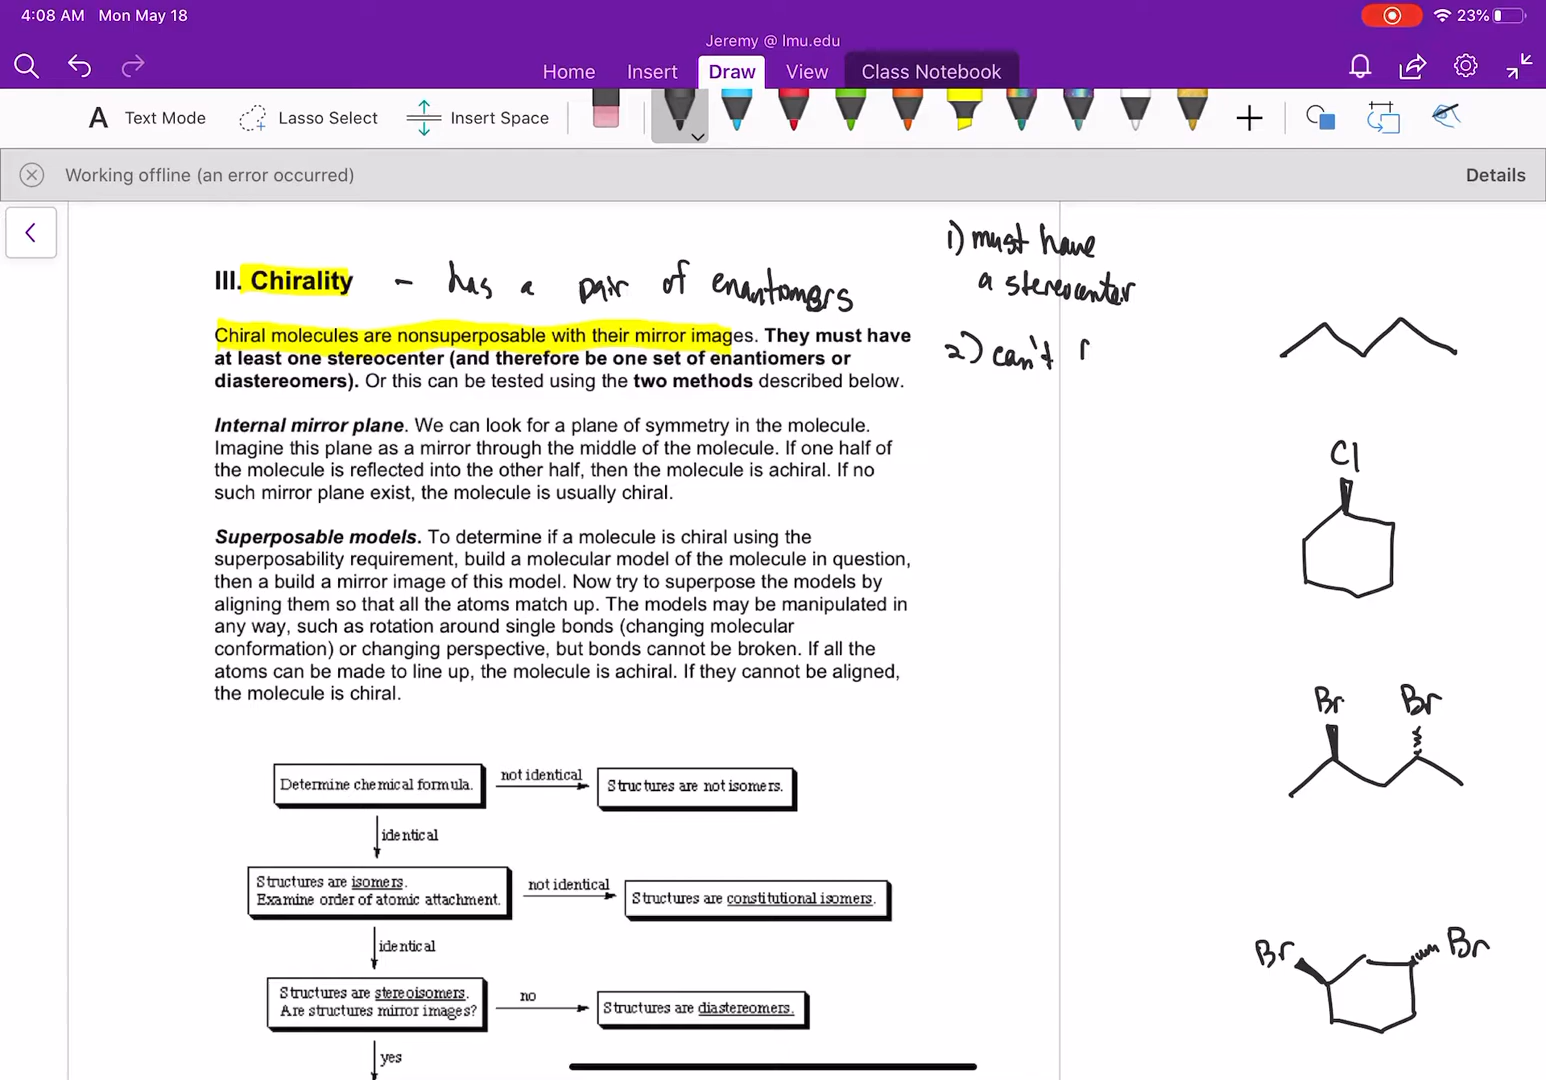 4:08 AM Mon May 18
23%
Jeremy @ lmu.edu
Home Insert Draw View Class Notebook
A Text Mode Lasso Select Insert Space
Working offline (an error occurred) Details
III. Chirality - has a pair of enantomers
Chiral molecules are nonsuperposable with their mirror images. They must have
at least one stereocenter (and therefore be one set of enantiomers or
diastereomers). Or this can be tested using the two methods described below.
1) must have
a stereocenter
2) can't
Internal mirror plane. We can look for a plane of symmetry in the molecule.
Imagine this plane as a mirror through the middle of the molecule. If one half of
the molecule is reflected into the other half, then the molecule is achiral. If no
such mirror plane exist, the molecule is usually chiral.
Superposable models. To determine if a molecule is chiral using the
superposability requirement, build a molecular model of the molecule in question,
then a build a mirror image of this model. Now try to superpose the models by
aligning them so that all the atoms match up. The models may be manipulated in
any way, such as rotation around single bonds (changing molecular
conformation) or changing perspective, but bonds cannot be broken. If all the
atoms can be made to line up, the molecule is achiral. If they cannot be aligned,
the molecule is chiral.
Cl
Br Br
Br Br
Determine chemical formula. not identical Structures are not isomers.
identical
Structures are isomers.
Examine order of atomic attachment. not identical Structures are constitutional isomers.
identical
Structures are stereoisomers.
Are structures mirror images? no Structures are diastereomers.
yes